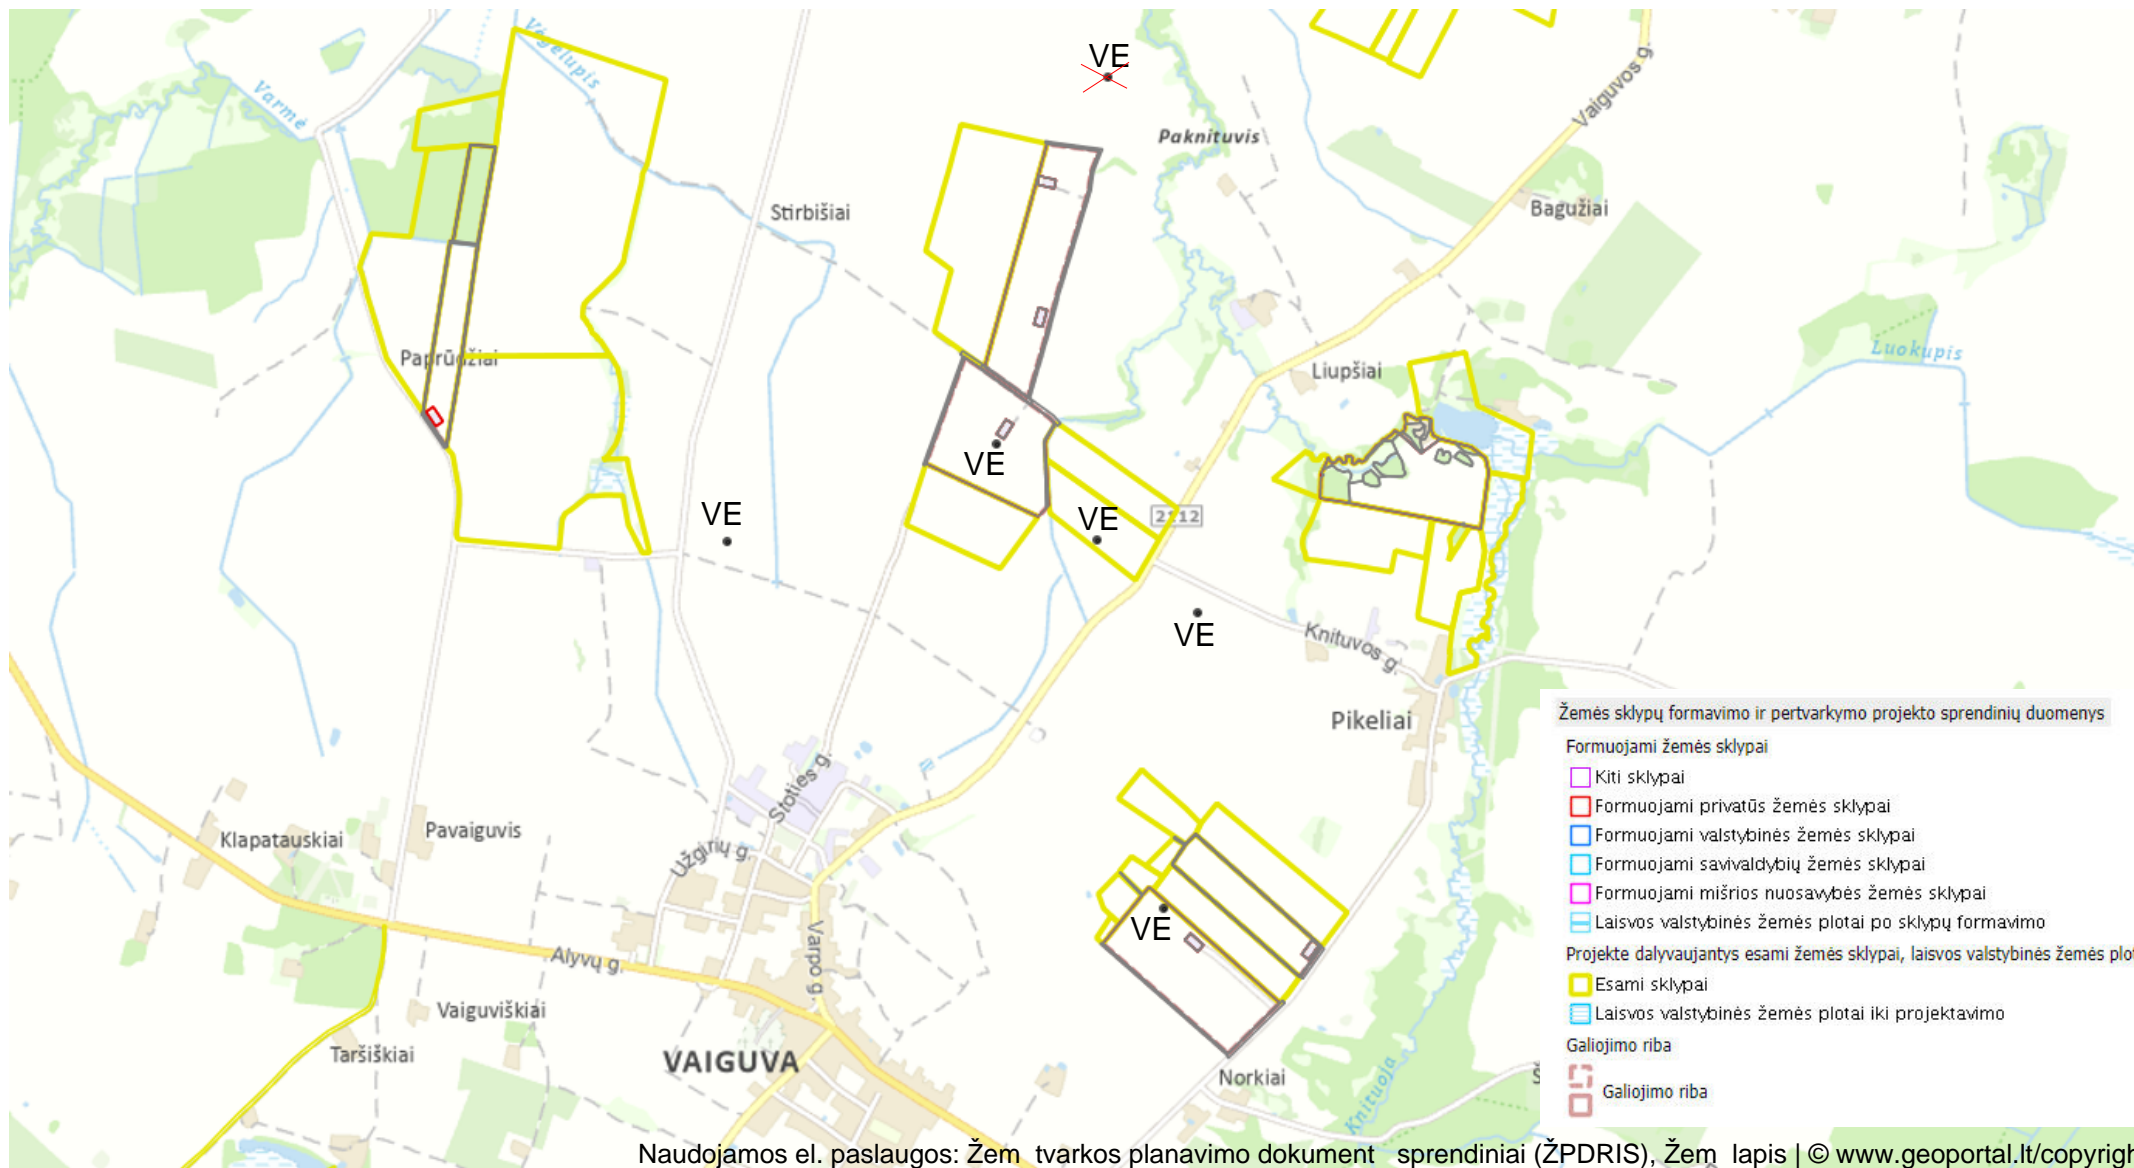 VE
Vėgėlupis
Varmė
Vaiguvos g.
Paknituvis
Stirbišiai
Bagužiai
Luokupis
Paprūdžiai
Liupšiai
VE
VE
VE
2212
VE
Knituvos g.
Pikeliai
Stoties g.
Klapatauskiai
Pavaiguvis
Užgirių g.
VE
Varpo g.
Alyvų g.
Vaiguviškiai
Taršiškiai
VAIGUVA
Norkiai
Knituoja
Žemės sklypų formavimo ir pertvarkymo projekto sprendinių duomenys
Formuojami žemės sklypai
Kiti sklypai
Formuojami privatūs žemės sklypai
Formuojami valstybinės žemės sklypai
Formuojami savivaldybių žemės sklypai
Formuojami mišrios nuosavybės žemės sklypai
Laisvos valstybinės žemės plotai po sklypų formavimo
Projekte dalyvaujantys esami žemės sklypai, laisvos valstybinės žemės plot
Esami sklypai
Laisvos valstybinės žemės plotai iki projektavimo
Galiojimo riba
Galiojimo riba
Naudojamos el. paslaugos: Žem tvarkos planavimo dokument sprendiniai (ŽPDRIS), Žem lapis | © www.geoportal.lt/copyrigh